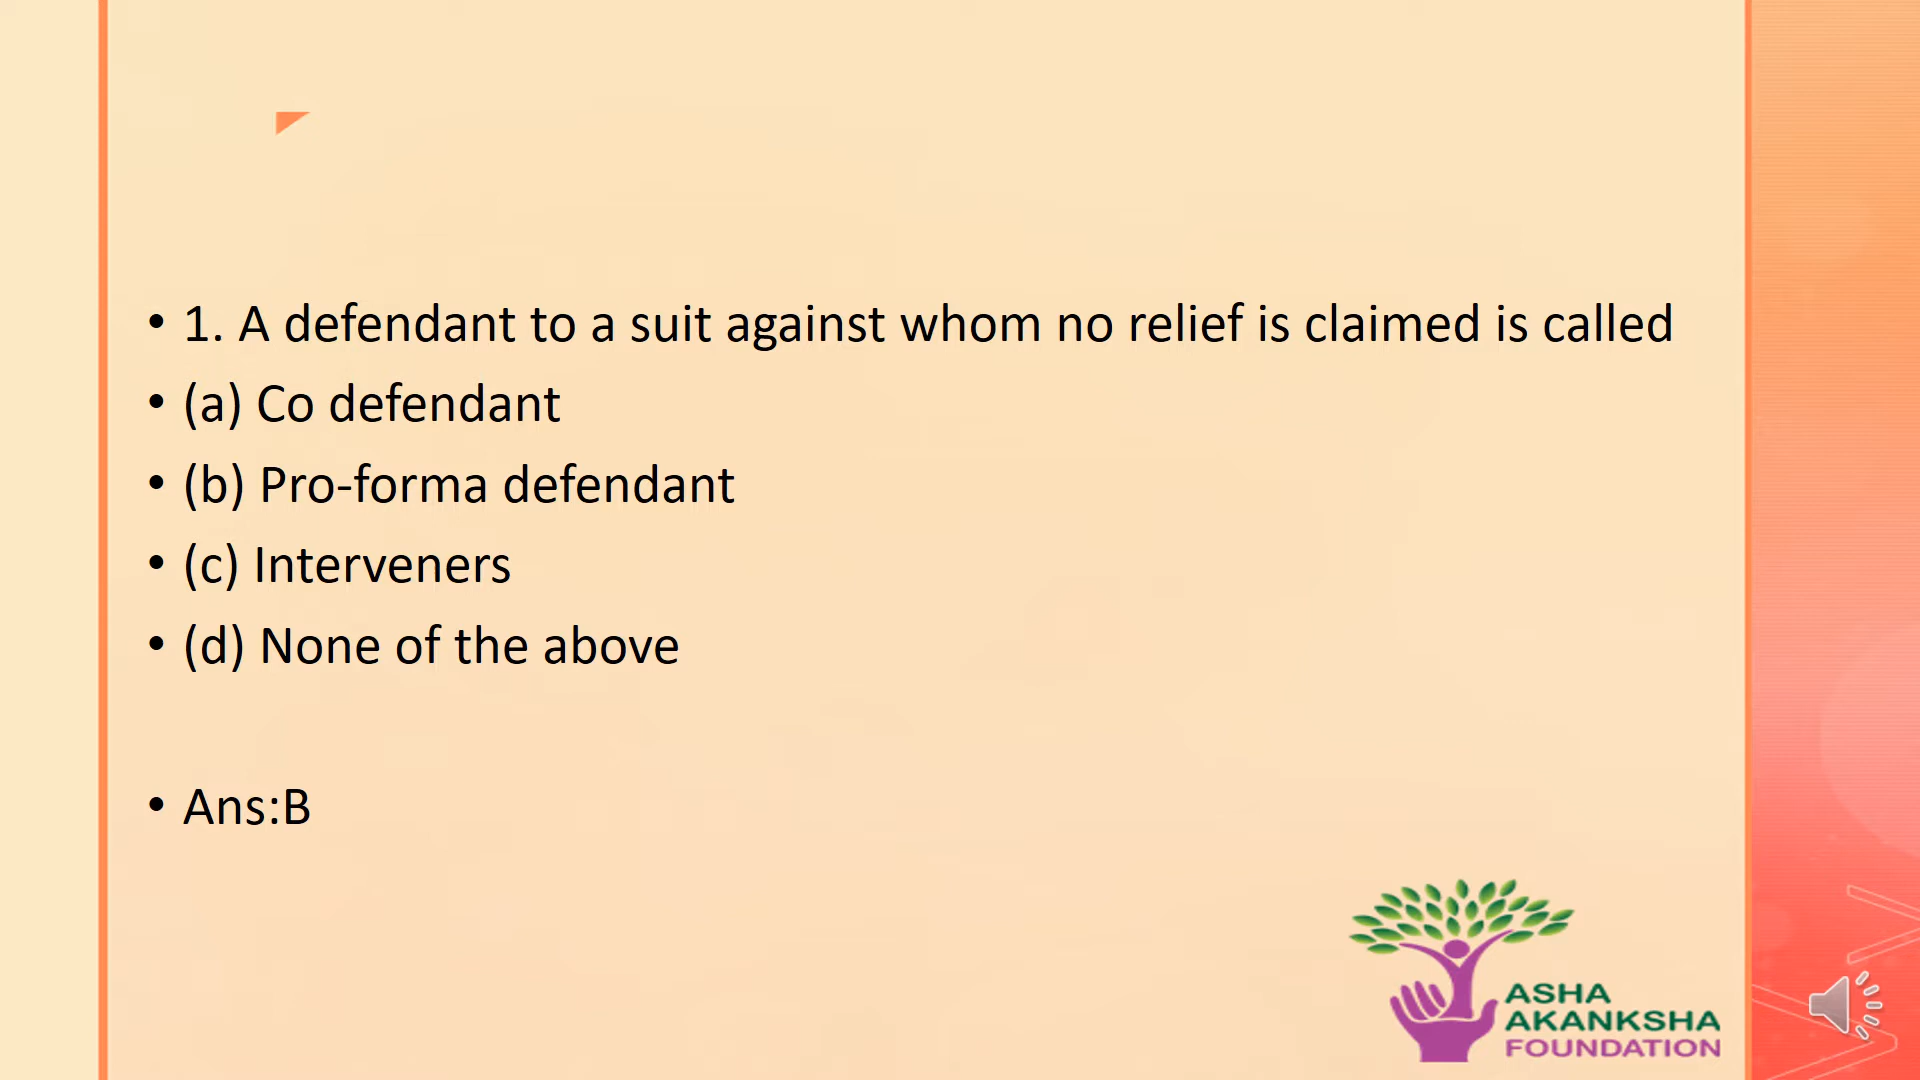 • 1. A defendant to a suit against whom no relief is claimed is called
• (a) Co defendant
• (b) Pro-forma defendant
• (c) Interveners
• (d) None of the above
• Ans:B
ASHA
AKANKSHA
FOUNDATION